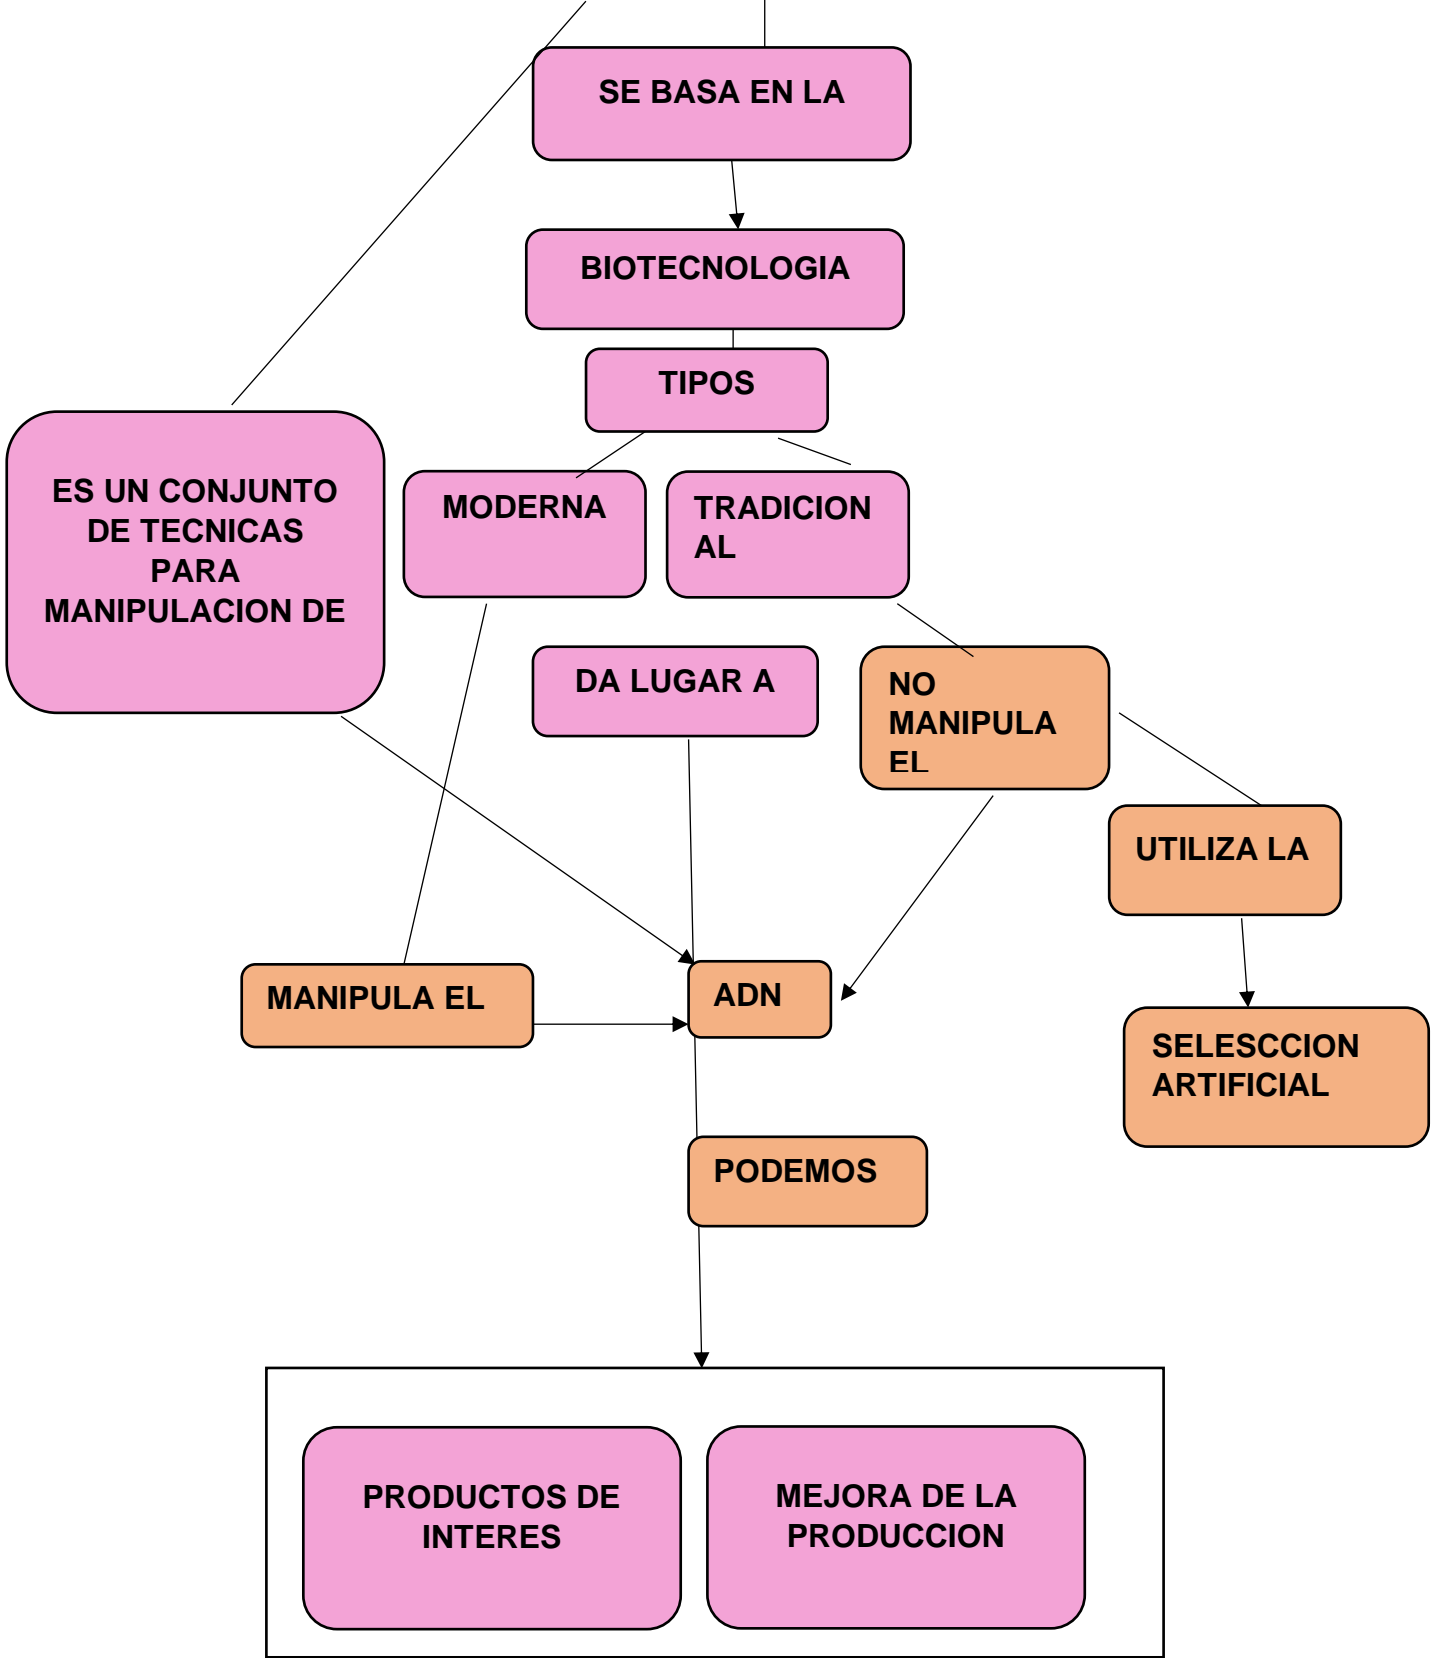 SE BASA EN LA
BIOTECNOLOGIA
TIPOS
ES UN CONJUNTO
DE TECNICAS
PARA
MANIPULACION DE
MODERNA
TRADICION
AL
DA LUGAR A
NO
MANIPULA
EL
UTILIZA LA
MANIPULA EL
ADN
SELESCCION
ARTIFICIAL
PODEMOS
PRODUCTOS DE
INTERES
MEJORA DE LA
PRODUCCION